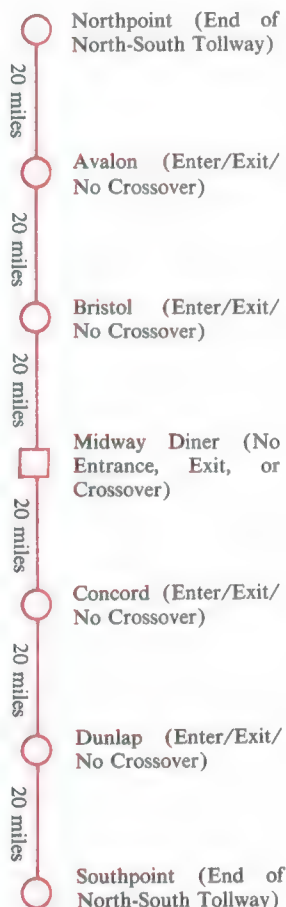 Northpoint (End of
North-South Tollway)
20 miles
Avalon (Enter/Exit/
No Crossover)
20 miles
Bristol (Enter/Exit/
No Crossover)
20 miles
Midway Diner (No
Entrance, Exit, or
Crossover)
20 miles
Concord (Enter/Exit/
No Crossover)
20 miles
Dunlap (Enter/Exit/
No Crossover)
20 miles
Southpoint (End of
North-South Tollway)